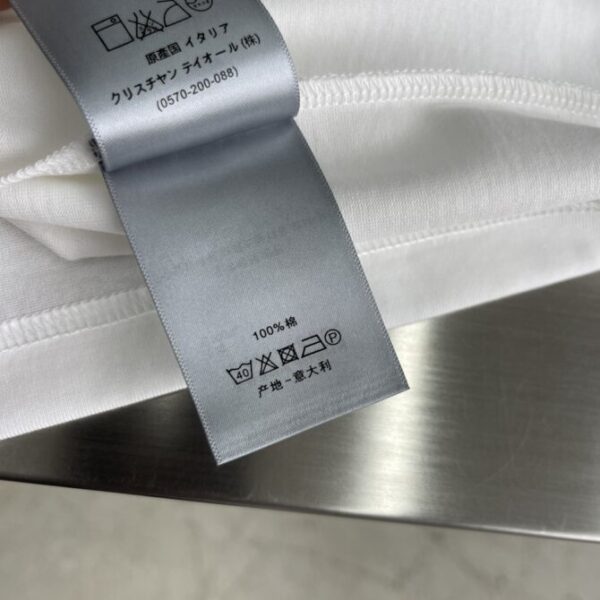 原産国 イタリア
クリスチャン ディオール(株)
(0570-200-088)
100%棉
40 P
产地-意大利